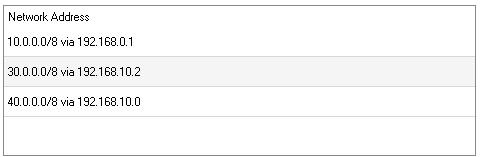 Network Address
10.0.0.0/8 via 192.168.0.1
30.0.0.0/8 via 192.168.10.2
40.0.0.0/8 via 192.168.10.0